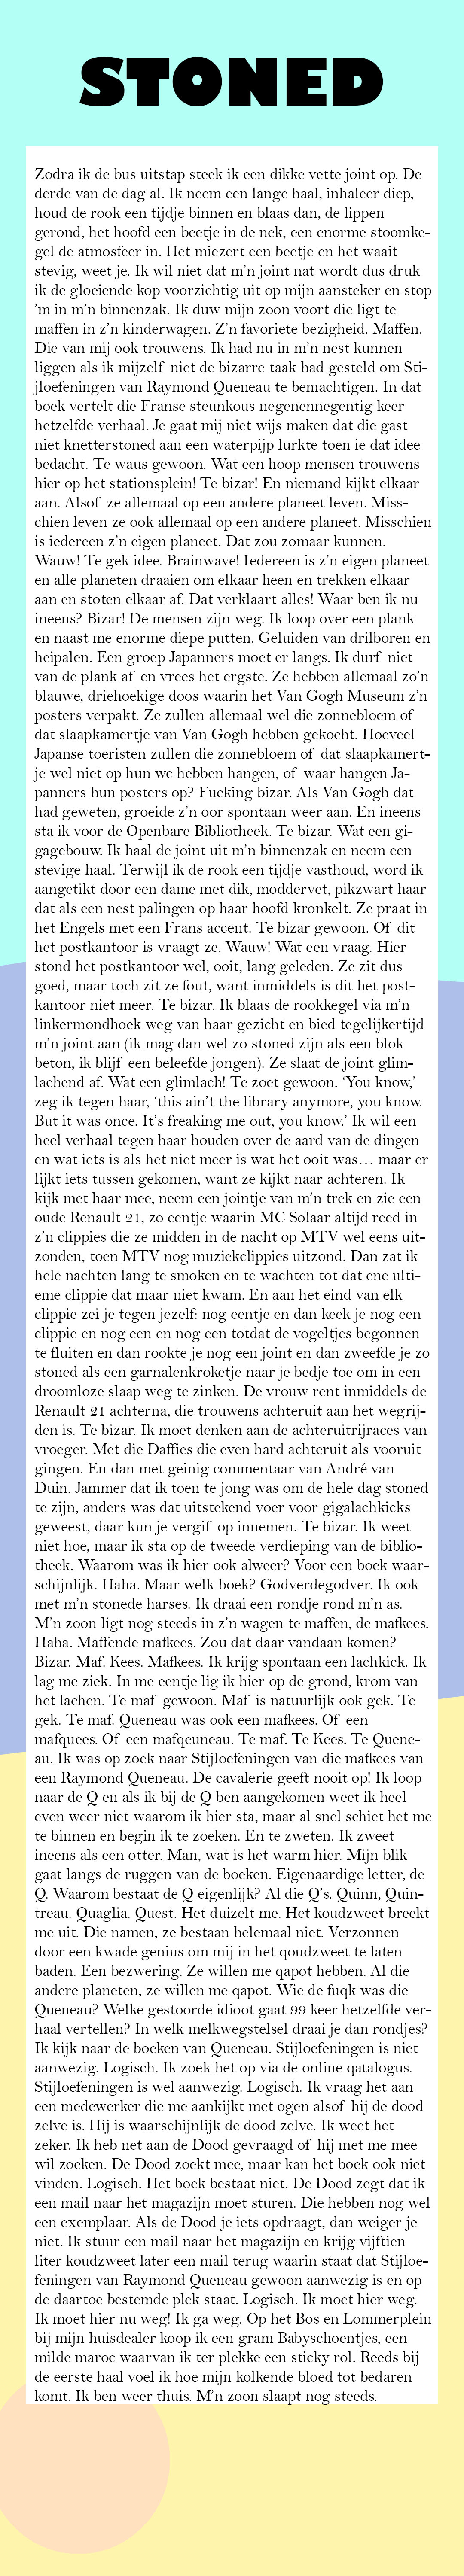 STONED
Zodra ik de bus uitstap steek ik een dikke vette joint op. De
derde van de dag al. Ik neem een lange haal, inhaleer diep,
houd de rook een tijdje binnen en blaas dan, de lippen
gerond, het hoofd een beetje in de nek, een enorme stoomke-
gel de atmosfeer in. Het miezert een beetje en het waait
stevig, weet je. Ik wil niet dat m’n joint nat wordt dus druk
ik de gloeiende kop voorzichtig uit op mijn aansteker en stop
’m in m’n binnenzak. Ik duw mijn zoon voort die ligt te
maffen in z’n kinderwagen. Z’n favoriete bezigheid. Maffen.
Die van mij ook trouwens. Ik had nu in m’n nest kunnen
liggen als ik mijzelf niet de bizarre taak had gesteld om Sti-
jloefeningen van Raymond Queneau te bemachtigen. In dat
boek vertelt die Franse steunkous negenennegentig keer
hetzelfde verhaal. Je gaat mij niet wijs maken dat die gast
niet knetterstoned aan een waterpijp lurkte toen ie dat idee
bedacht. Te waus gewoon. Wat een hoop mensen trouwens
hier op het stationsplein! Te bizar! En niemand kijkt elkaar
aan. Alsof ze allemaal op een andere planeet leven. Miss-
chien leven ze ook allemaal op een andere planeet. Misschien
is iedereen z’n eigen planeet. Dat zou zomaar kunnen.
Wauw! Te gek idee. Brainwave! Iedereen is z’n eigen planeet
en alle planeten draaien om elkaar heen en trekken elkaar
aan en stoten elkaar af. Dat verklaart alles! Waar ben ik nu
ineens? Bizar! De mensen zijn weg. Ik loop over een plank
en naast me enorme diepe putten. Geluiden van drilboren en
heipalen. Een groep Japanners moet er langs. Ik durf niet
van de plank af en vrees het ergste. Ze hebben allemaal zo’n
blauwe, driehoekige doos waarin het Van Gogh Museum z’n
posters verpakt. Ze zullen allemaal wel die zonnebloem of
dat slaapkamertje van Van Gogh hebben gekocht. Hoeveel
Japanse toeristen zullen die zonnebloem of dat slaapkamert-
je wel niet op hun wc hebben hangen, of waar hangen Ja-
panners hun posters op? Fucking bizar. Als Van Gogh dat
had geweten, groeide z’n oor spontaan weer aan. En ineens
sta ik voor de Openbare Bibliotheek. Te bizar. Wat een gi-
gagebouw. Ik haal de joint uit m’n binnenzak en neem een
stevige haal. Terwijl ik de rook een tijdje vasthoud, word ik
aangetikt door een dame met dik, moddervet, pikzwart haar
dat als een nest palingen op haar hoofd kronkelt. Ze praat in
het Engels met een Frans accent. Te bizar gewoon. Of dit
het postkantoor is vraagt ze. Wauw! Wat een vraag. Hier
stond het postkantoor wel, ooit, lang geleden. Ze zit dus
goed, maar toch zit ze fout, want inmiddels is dit het post-
kantoor niet meer. Te bizar. Ik blaas de rookkegel via m’n
linkermondhoek weg van haar gezicht en bied tegelijkertijd
m’n joint aan (ik mag dan wel zo stoned zijn als een blok
beton, ik blijf een beleefde jongen). Ze slaat de joint glim-
lachend af. Wat een glimlach! Te zoet gewoon. ‘You know,’
zeg ik tegen haar, ‘this ain’t the library anymore, you know.
But it was once. It’s freaking me out, you know.’ Ik wil een
heel verhaal tegen haar houden over de aard van de dingen
en wat iets is als het niet meer is wat het ooit was… maar er
lijkt iets tussen gekomen, want ze kijkt naar achteren. Ik
kijk met haar mee, neem een jointje van m’n trek en zie een
oude Renault 21, zo eentje waarin MC Solaar altijd reed in
z’n clippies die ze midden in de nacht op MTV wel eens uit-
zonden, toen MTV nog muziekclippies uitzond. Dan zat ik
hele nachten lang te smoken en te wachten tot dat ene ulti-
eme clippie dat maar niet kwam. En aan het eind van elk
clippie zei je tegen jezelf: nog eentje en dan keek je nog een
clippie en nog een en nog een totdat de vogeltjes begonnen
te fluiten en dan rookte je nog een joint en dan zweefde je zo
stoned als een garnalenkroketje naar je bedje toe om in een
droomloze slaap weg te zinken. De vrouw rent inmiddels de
Renault 21 achterna, die trouwens achteruit aan het wegrij-
den is. Te bizar. Ik moet denken aan de achteruitrijraces van
vroeger. Met die Daffies die even hard achteruit als vooruit
gingen. En dan met geinig commentaar van André van
Duin. Jammer dat ik toen te jong was om de hele dag stoned
te zijn, anders was dat uitstekend voer voor gigalachkicks
geweest, daar kun je vergif op innemen. Te bizar. Ik weet
niet hoe, maar ik sta op de tweede verdieping van de biblio-
theek. Waarom was ik hier ook alweer? Voor een boek waar-
schijnlijk. Haha. Maar welk boek? Godverdegodver. Ik ook
met m’n stonede harses. Ik draai een rondje rond m’n as.
M’n zoon ligt nog steeds in z’n wagen te maffen, de mafkees.
Haha. Maffende mafkees. Zou dat daar vandaan komen?
Bizar. Maf. Kees. Mafkees. Ik krijg spontaan een lachkick. Ik
lag me ziek. In me eentje lig ik hier op de grond, krom van
het lachen. Te maf gewoon. Maf is natuurlijk ook gek. Te
gek. Te maf. Queneau was ook een mafkees. Of een
mafquees. Of een mafqeuneau. Te maf. Te Kees. Te Quene-
au. Ik was op zoek naar Stijloefeningen van die mafkees van
een Raymond Queneau. De cavalerie geeft nooit op! Ik loop
naar de Q en als ik bij de Q ben aangekomen weet ik heel
even weer niet waarom ik hier sta, maar al snel schiet het me
te binnen en begin ik te zoeken. En te zweten. Ik zweet
ineens als een otter. Man, wat is het warm hier. Mijn blik
gaat langs de ruggen van de boeken. Eigenaardige letter, de
Q. Waarom bestaat de Q eigenlijk? Al die Q’s. Quinn, Quin-
treau. Quaglia. Quest. Het duizelt me. Het koudzweet breekt
me uit. Die namen, ze bestaan helemaal niet. Verzonnen
door een kwade genius om mij in het qoudzweet te laten
baden. Een bezwering. Ze willen me qapot hebben. Al die
andere planeten, ze willen me qapot. Wie de fuqk was die
Queneau? Welke gestoorde idioot gaat 99 keer hetzelfde ver-
haal vertellen? In welk melkwegstelsel draai je dan rondjes?
Ik kijk naar de boeken van Queneau. Stijloefeningen is niet
aanwezig. Logisch. Ik zoek het op via de online qatalogus.
Stijloefeningen is wel aanwezig. Logisch. Ik vraag het aan
een medewerker die me aankijkt met ogen alsof hij de dood
zelve is. Hij is waarschijnlijk de dood zelve. Ik weet het
zeker. Ik heb net aan de Dood gevraagd of hij met me mee
wil zoeken. De Dood zoekt mee, maar kan het boek ook niet
vinden. Logisch. Het boek bestaat niet. De Dood zegt dat ik
een mail naar het magazijn moet sturen. Die hebben nog wel
een exemplaar. Als de Dood je iets opdraagt, dan weiger je
niet. Ik stuur een mail naar het magazijn en krijg vijftien
liter koudzweet later een mail terug waarin staat dat Stijloe-
feningen van Raymond Queneau gewoon aanwezig is en op
de daartoe bestemde plek staat. Logisch. Ik moet hier weg.
Ik moet hier nu weg! Ik ga weg. Op het Bos en Lommerplein
bij mijn huisdealer koop ik een gram Babyschoentjes, een
milde maroc waarvan ik ter plekke een sticky rol. Reeds bij
de eerste haal voel ik hoe mijn kolkende bloed tot bedaren
komt. Ik ben weer thuis. M’n zoon slaapt nog steeds.